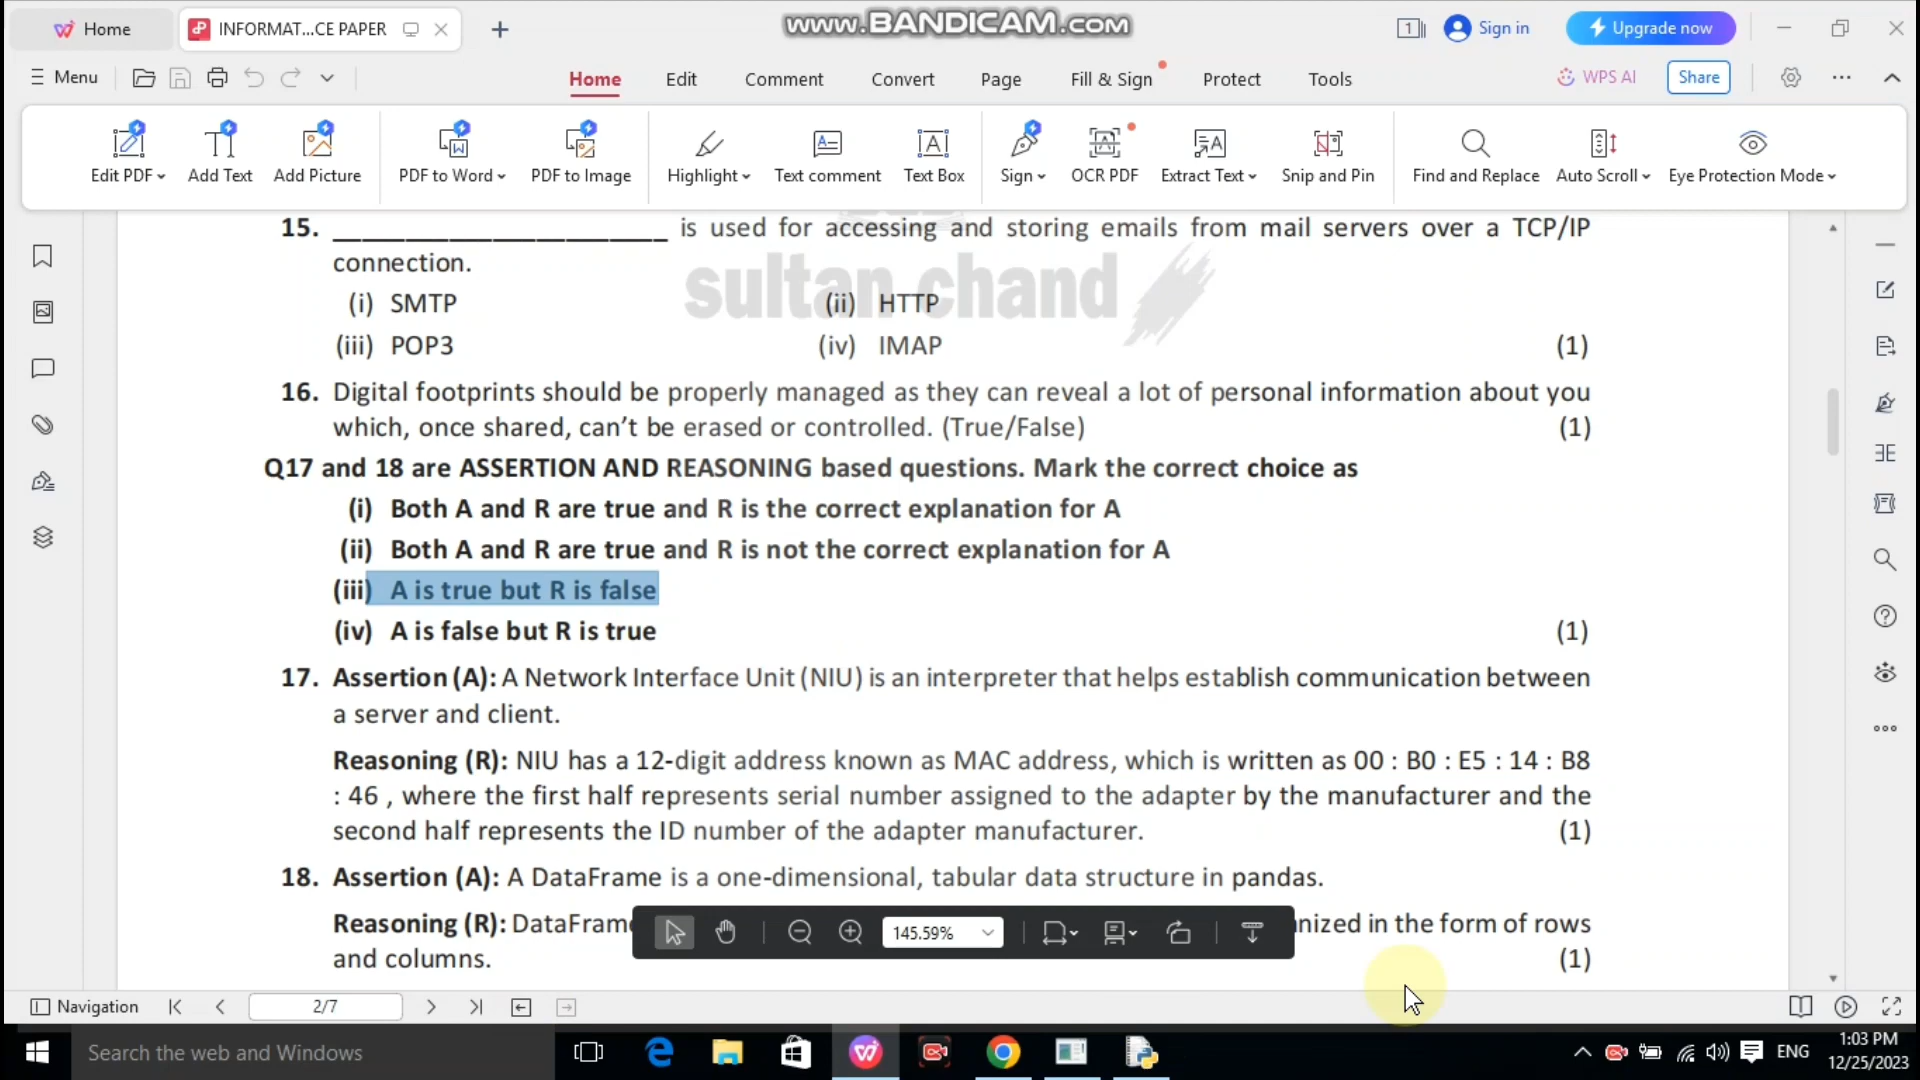 Home
INFORMAT...CE PAPER
www.BANDICAM.com
1
Sign in
Upgrade now
Menu
Home
Edit
Comment
Convert
Page
Fill & Sign
Protect
Tools
WPS AI
Share
Edit PDF
Add Text
Add Picture
PDF to Word
PDF to Image
Highlight
Text comment
Text Box
Sign
OCR PDF
Extract Text
Snip and Pin
Find and Replace
Auto Scroll
Eye Protection Mode
15. ________________________ is used for accessing and storing emails from mail servers over a TCP/IP
connection.
sultan chand
(i) SMTP (ii) HTTP
(iii) POP3 (iv) IMAP (1)
16. Digital footprints should be properly managed as they can reveal a lot of personal information about you
which, once shared, can't be erased or controlled. (True/False) (1)
Q17 and 18 are ASSERTION AND REASONING based questions. Mark the correct choice as
(i) Both A and R are true and R is the correct explanation for A
(ii) Both A and R are true and R is not the correct explanation for A
(iii) A is true but R is false
(iv) A is false but R is true (1)
17. Assertion (A): A Network Interface Unit (NIU) is an interpreter that helps establish communication between
a server and client.
Reasoning (R): NIU has a 12-digit address known as MAC address, which is written as 00 : B0 : E5 : 14 : B8
: 46 , where the first half represents serial number assigned to the adapter by the manufacturer and the
second half represents the ID number of the adapter manufacturer. (1)
18. Assertion (A): A DataFrame is a one-dimensional, tabular data structure in pandas.
Reasoning (R): DataFram
nized in the form of rows
and columns. (1)
145.59%
Navigation
2/7
Search the web and Windows
ENG
1:03 PM
12/25/2023